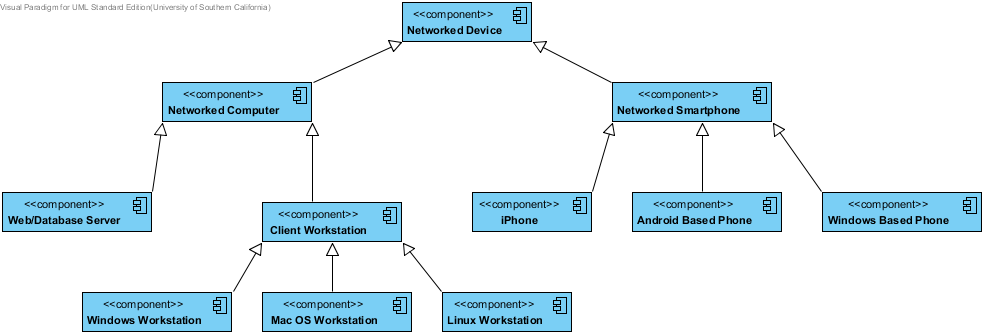 Visual Paradigm for UML Standard Edition(University of Southern California)
<<component>>
Networked Device
<<component>>
Networked Computer
<<component>>
Networked Smartphone
<<component>>
Web/Database Server
<<component>>
Client Workstation
<<component>>
iPhone
<<component>>
Android Based Phone
<<component>>
Windows Based Phone
<<component>>
Windows Workstation
<<component>>
Mac OS Workstation
<<component>>
Linux Workstation